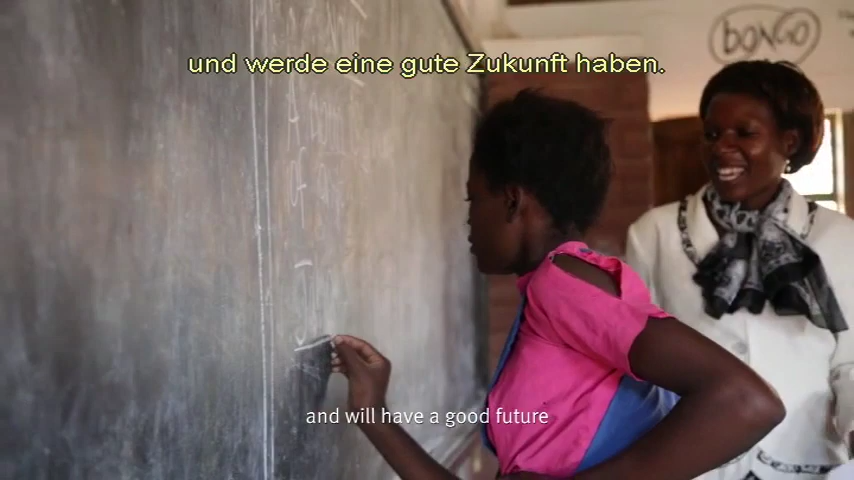 und werde eine gute Zukunft haben.
BONGO
and will have a good future